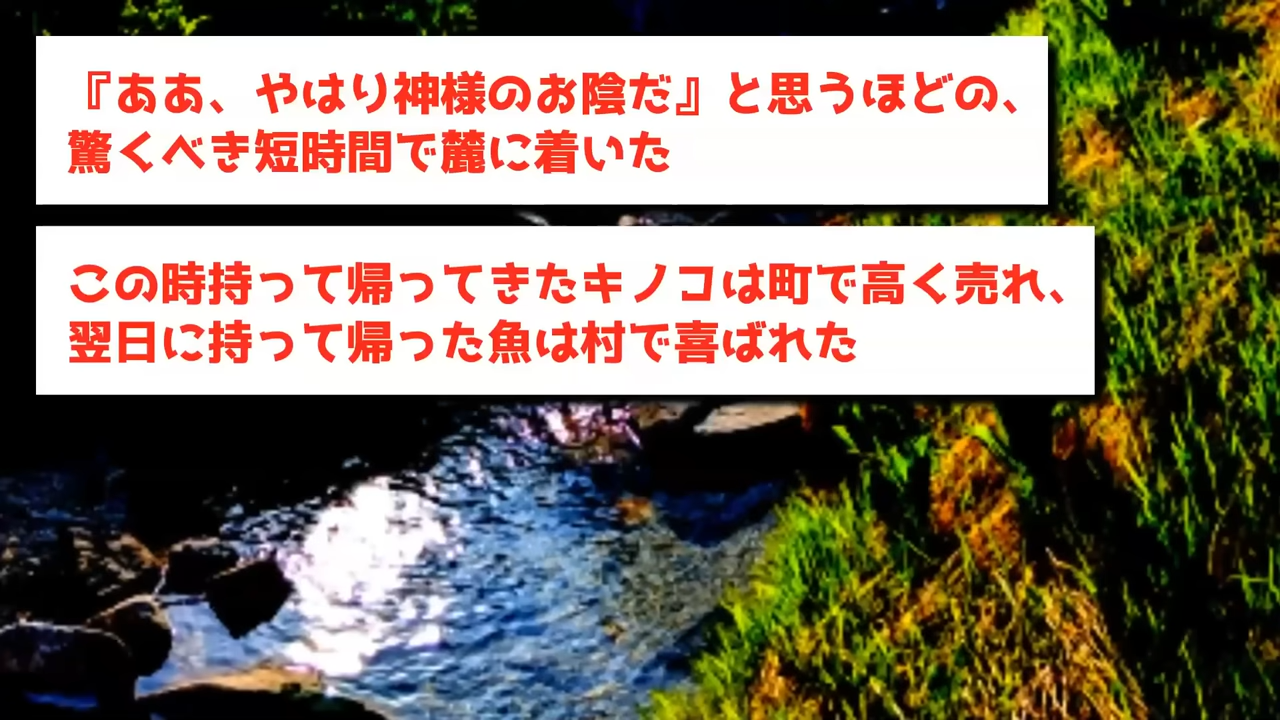 『ああ、やはり神様のお陰だ』と思うほどの、
驚くべき短時間で麓に着いた
この時持って帰ってきたキノコは町で高く売れ、
翌日に持って帰った魚は村で喜ばれた